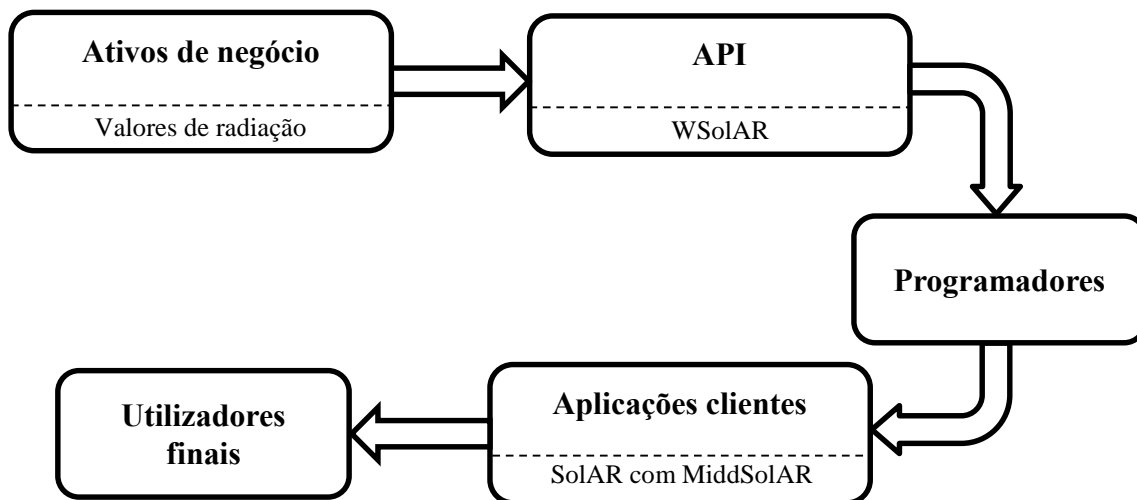 Ativos de negócio
Valores de radiação
API
WSolAR
Programadores
Aplicações clientes
SolAR com MiddSolAR
Utilizadores
finais